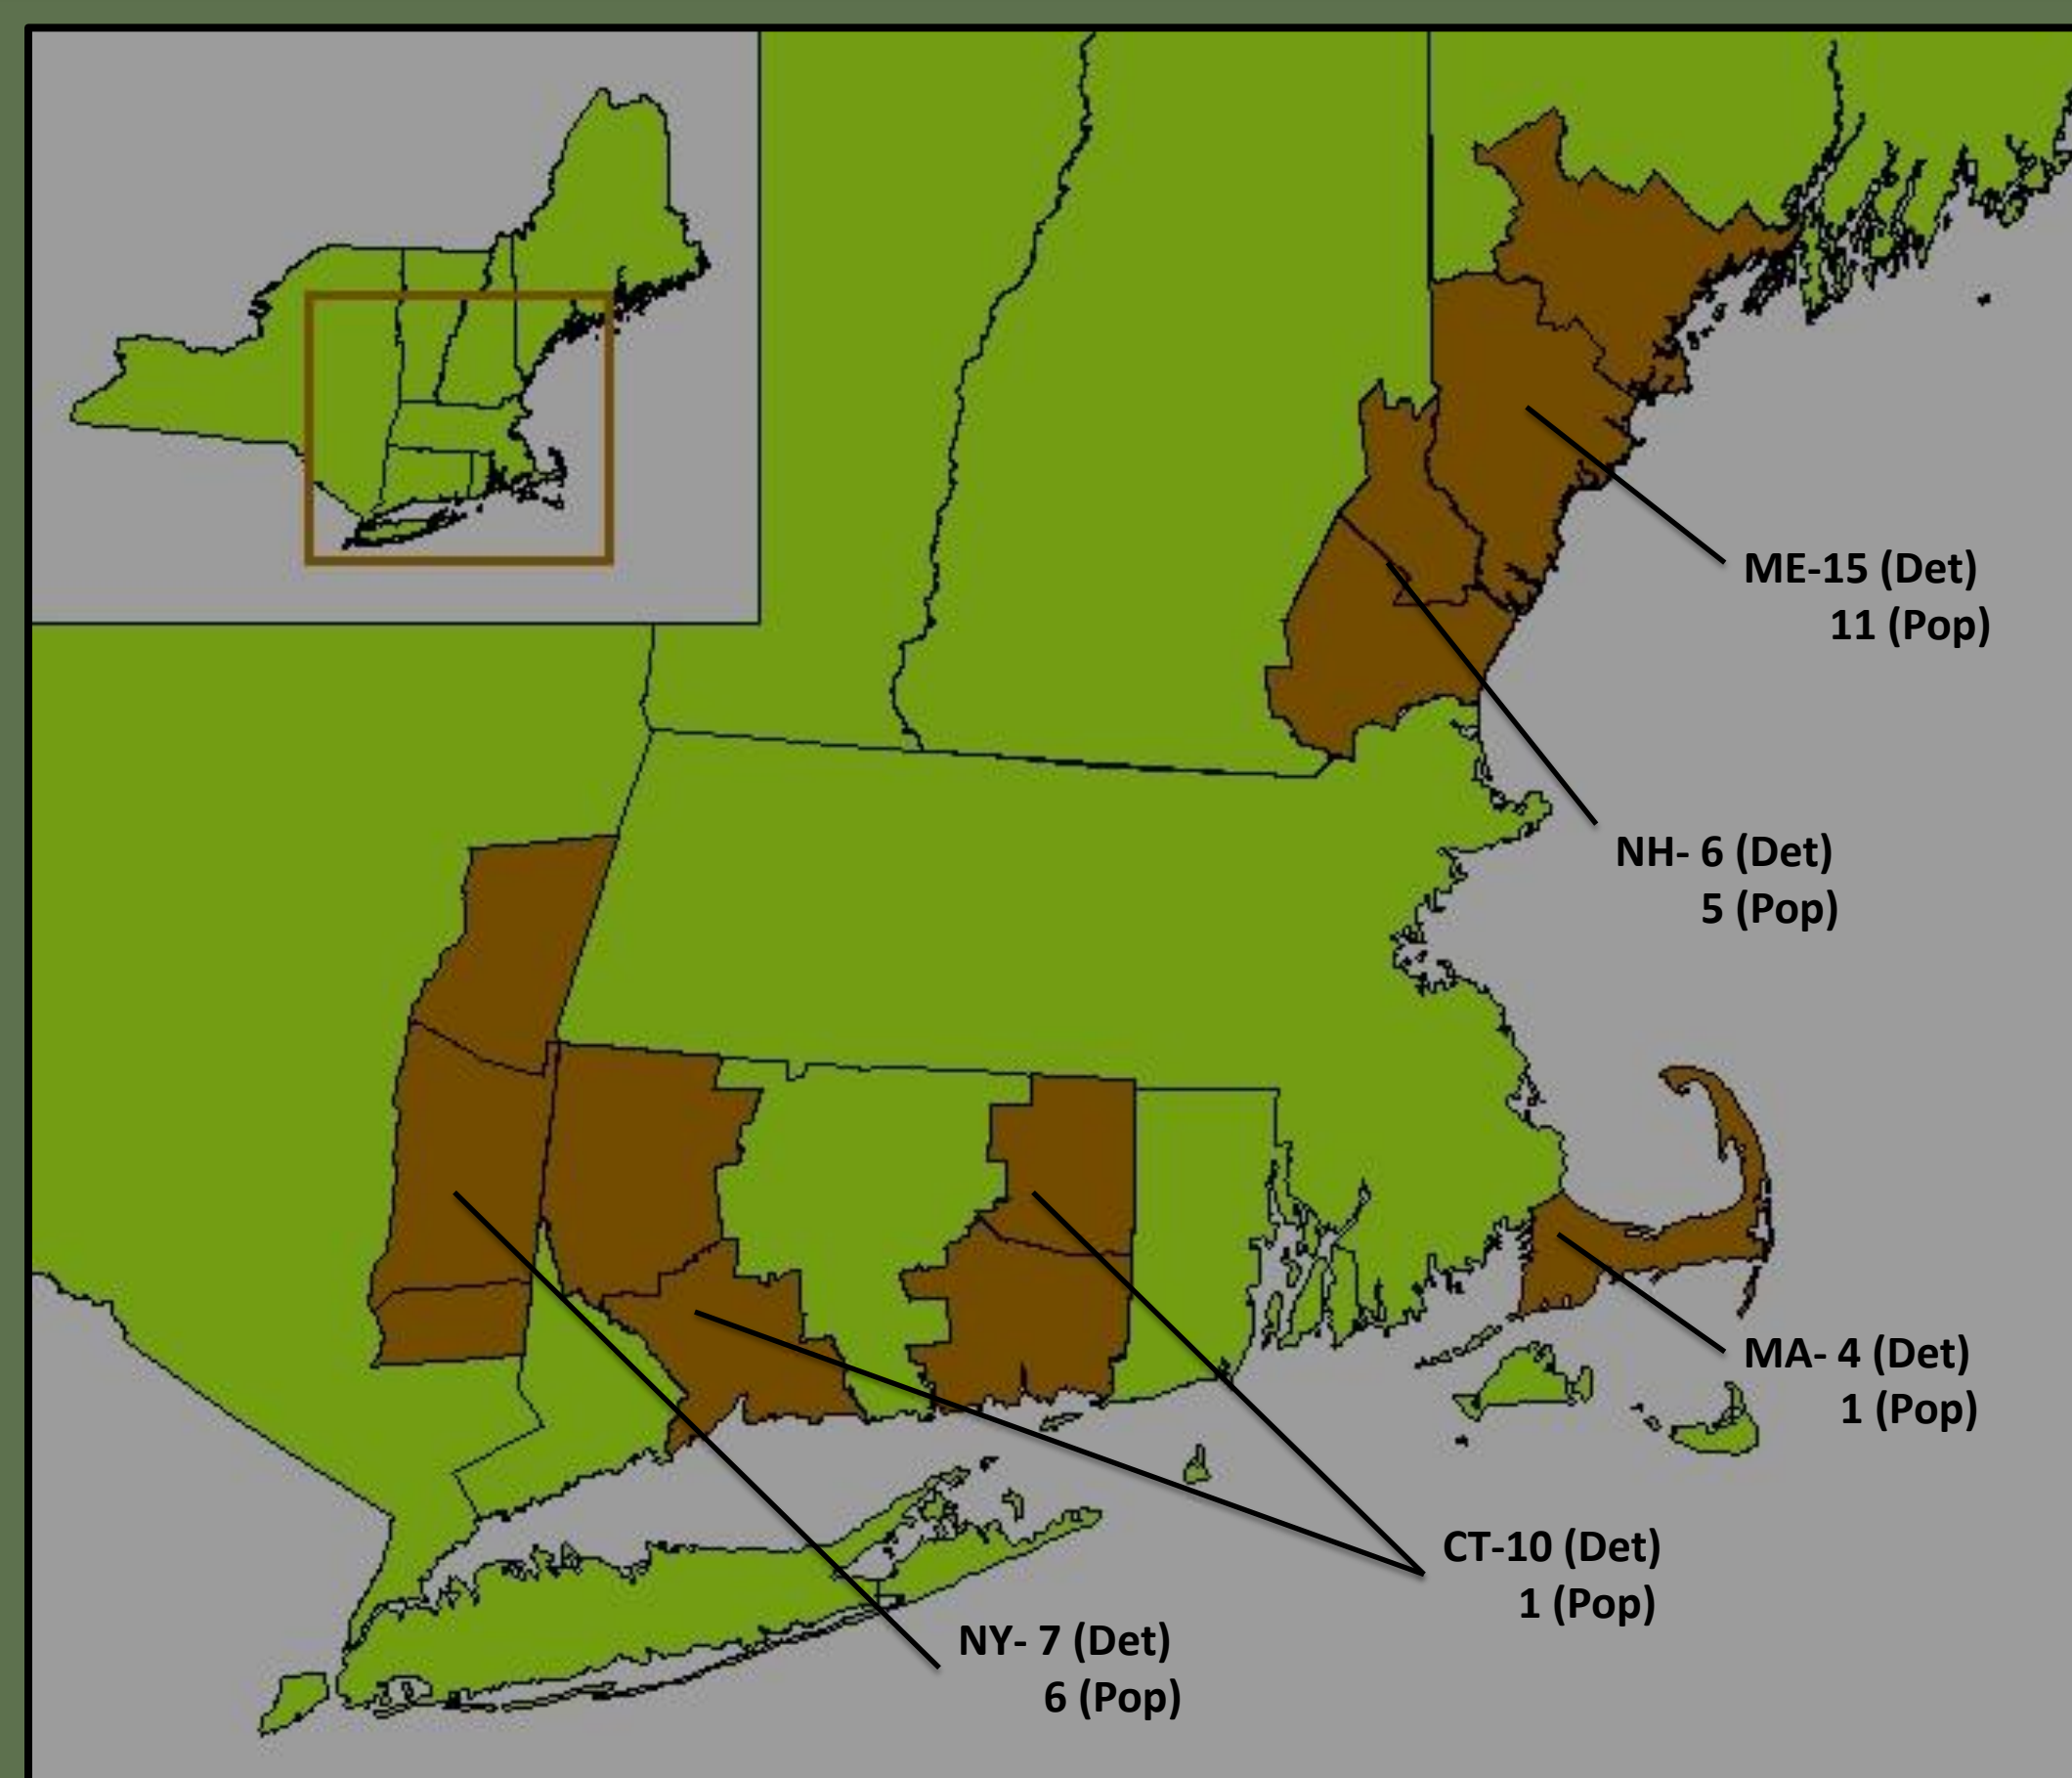 ME-15 (Det)
11 (Pop)
NH- 6 (Det)
5 (Pop)
MA- 4 (Det)
1 (Pop)
CT-10 (Det)
1 (Pop)
NY- 7 (Det)
6 (Pop)